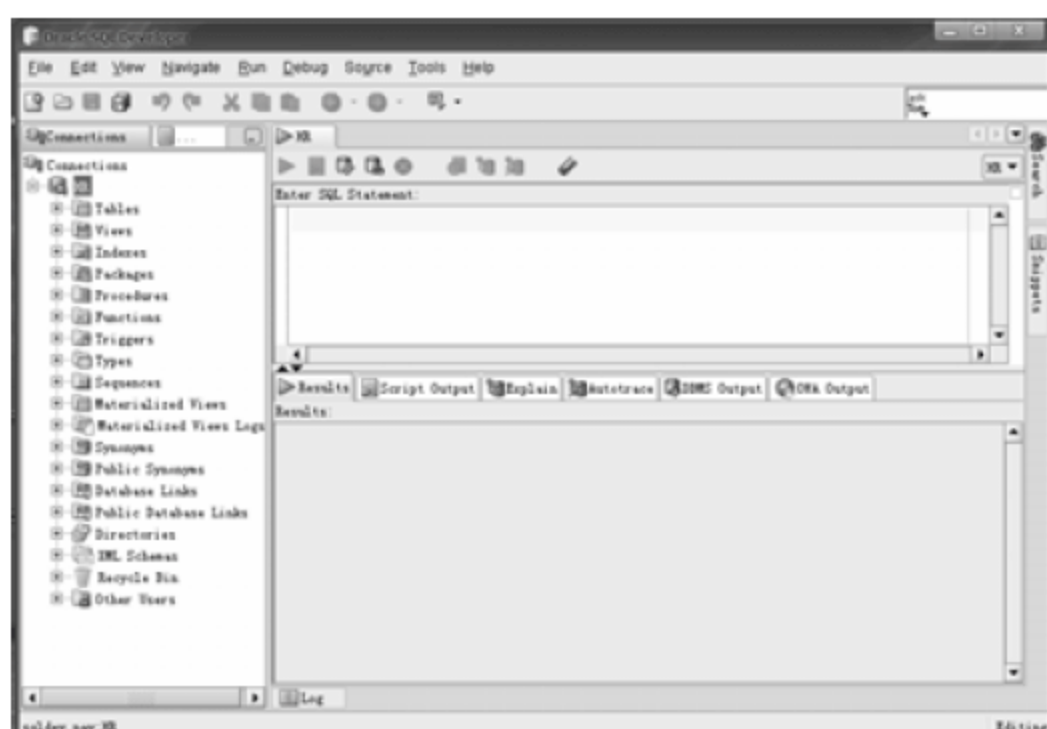 Oracle SQL Developer
File Edit View Navigate Run Debug Source Tools Help
Connections ...
HR
Connections
HR
Enter SQL Statement:
Tables
Views
Indexes
Packages
Procedures
Functions
Triggers
Types
Sequences
Materialized Views
Materialized Views Logs
Synonyms
Public Synonyms
Database Links
Public Database Links
Directories
XML Schemas
Recycle Bin
Other Users
Results Script Output Explain Autotrace DBMS Output OWA Output
Results:
Log
Search
Snippets
HR
Editing